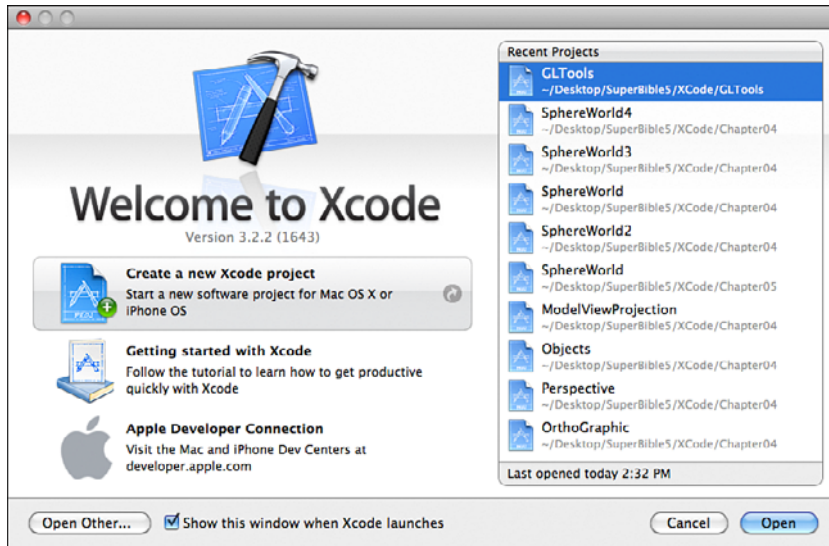 Welcome to Xcode
Version 3.2.2 (1643)
Create a new Xcode project
Start a new software project for Mac OS X or
iPhone OS
Getting started with Xcode
Follow the tutorial to learn how to get productive
quickly with Xcode
Apple Developer Connection
Visit the Mac and iPhone Dev Centers at
developer.apple.com
Recent Projects
GLTools
~/Desktop/SuperBible5/XCode/GLTools
SphereWorld4
~/Desktop/SuperBible5/XCode/Chapter04
SphereWorld3
~/Desktop/SuperBible5/XCode/Chapter04
SphereWorld
~/Desktop/SuperBible5/XCode/Chapter04
SphereWorld2
~/Desktop/SuperBible5/XCode/Chapter04
SphereWorld
~/Desktop/SuperBible5/XCode/Chapter05
ModelViewProjection
~/Desktop/SuperBible5/XCode/Chapter04
Objects
~/Desktop/SuperBible5/XCode/Chapter04
Perspective
~/Desktop/SuperBible5/XCode/Chapter04
OrthoGraphic
~/Desktop/SuperBible5/XCode/Chapter04
Last opened today 2:32 PM
Open Other...
Show this window when Xcode launches
Cancel
Open